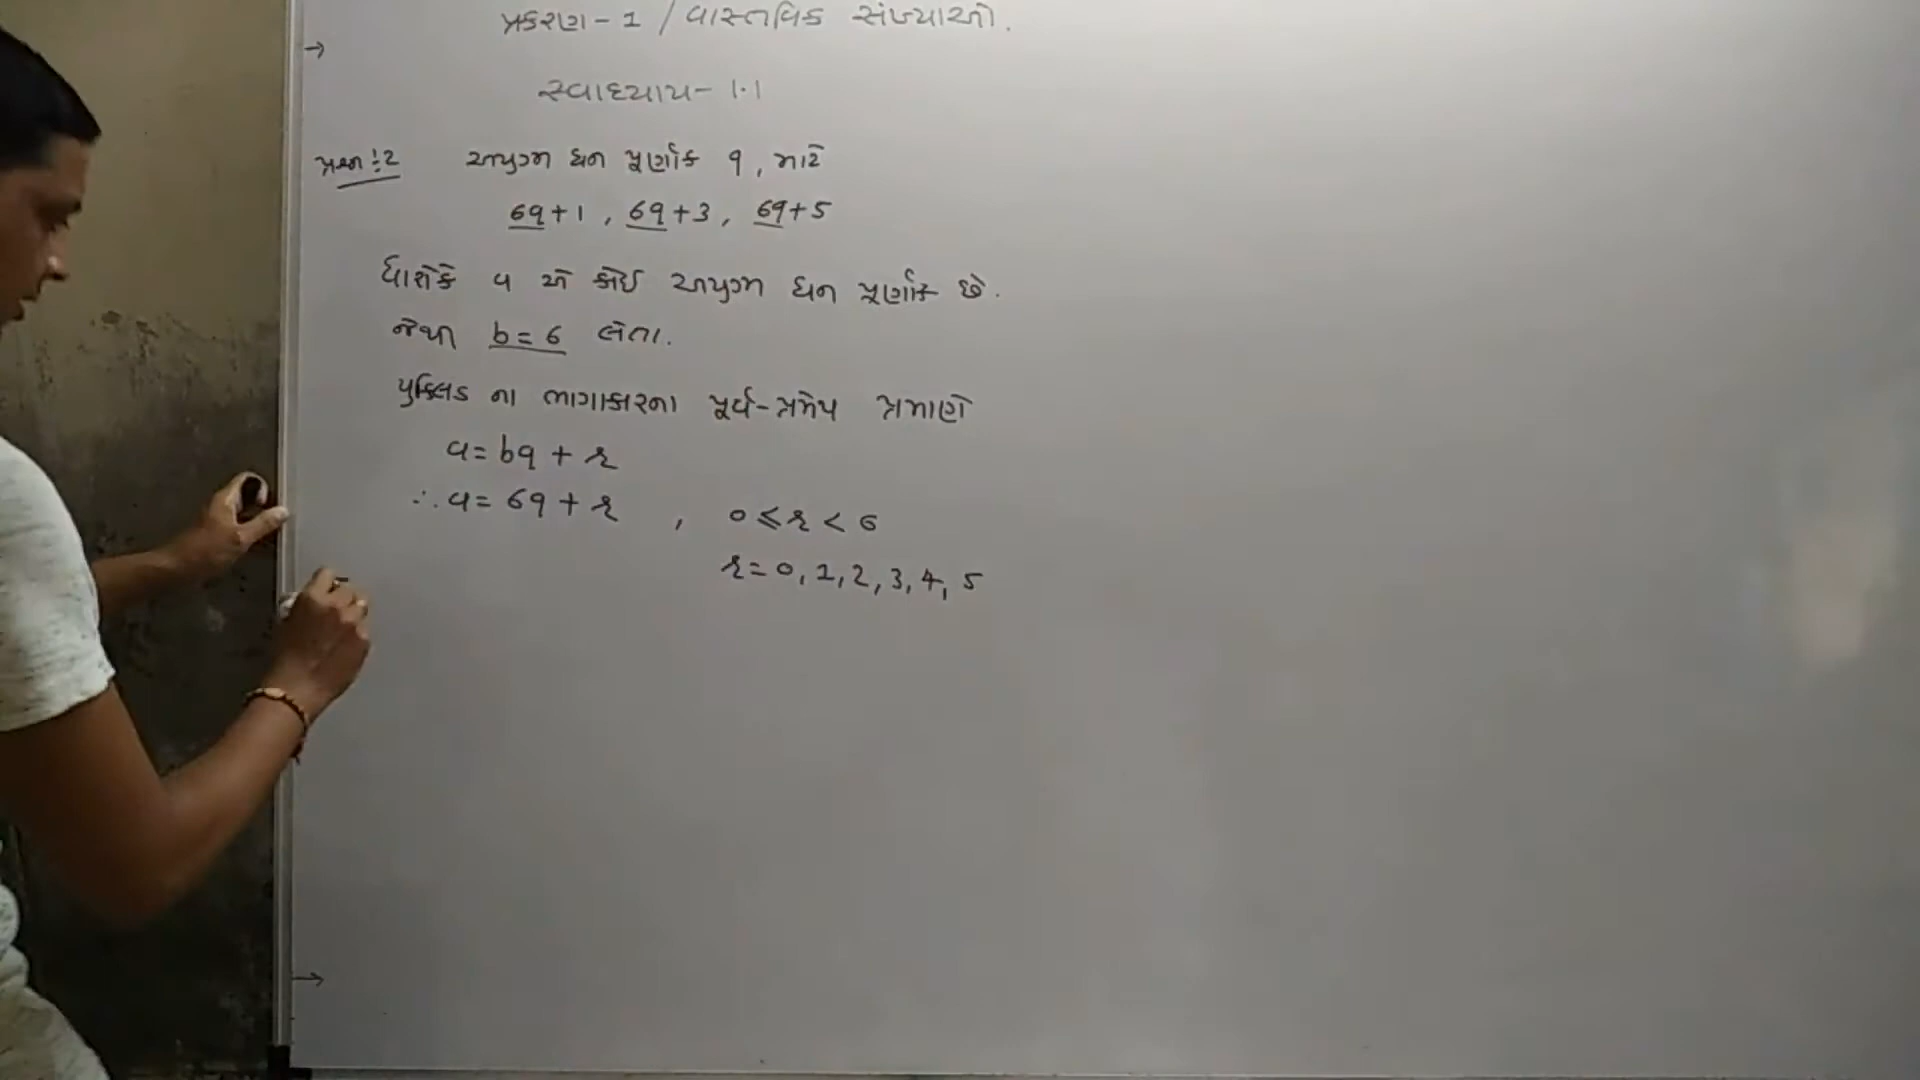 પ્રકરણ - 1 / વાસ્તવિક સંખ્યાઓ.
સ્વાધ્યાય - 1.1
પ્રશ્ન : 2 અયુગ્મ ધન પૂર્ણાંક q, માટે
6q + 1, 6q + 3, 6q + 5
ધારોકે a એ કોઈ અયુગ્મ ધન પૂર્ણાંક છે.
જેથી b = 6 લેતા.
યુક્લિડ ના ભાગાકારના પૂર્વ-પ્રમેય પ્રમાણે
a = bq + r
∴ a = 6q + r , 0 ≤ r < 6
r = 0, 1, 2, 3, 4, 5